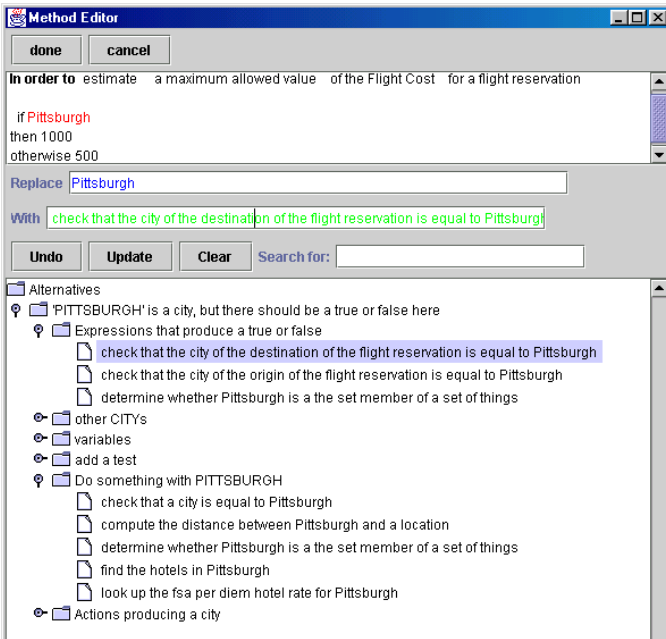 Method Editor
done cancel
In order to estimate a maximum allowed value of the Flight Cost for a flight reservation
if Pittsburgh
then 1000
otherwise 500
Replace Pittsburgh
With check that the city of the destination of the flight reservation is equal to Pittsburgh
Undo Update Clear Search for:
Alternatives
'PITTSBURGH' is a city, but there should be a true or false here
Expressions that produce a true or false
check that the city of the destination of the flight reservation is equal to Pittsburgh
check that the city of the origin of the flight reservation is equal to Pittsburgh
determine whether Pittsburgh is a the set member of a set of things
other CITYs
variables
add a test
Do something with PITTSBURGH
check that a city is equal to Pittsburgh
compute the distance between Pittsburgh and a location
determine whether Pittsburgh is a the set member of a set of things
find the hotels in Pittsburgh
look up the fsa per diem hotel rate for Pittsburgh
Actions producing a city